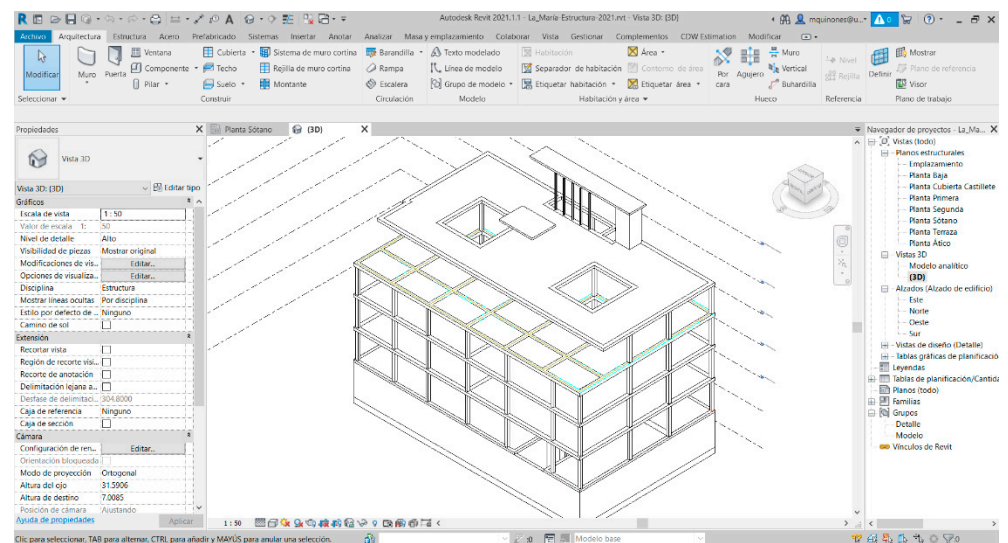 Autodesk Revit 2021.1.1 - La_María-Estructura-2021.rvt - Vista 3D: {3D}
mquinones@u...
Archivo Arquitectura Estructura Acero Prefabricado Sistemas Insertar Anotar Analizar Masa y emplazamiento Colaborar Vista Gestionar Complementos COW Estimation Modificar
Modificar
Muro
Puerta
Ventana
Componente
Pilar
Cubierta
Techo
Suelo
Sistema de muro cortina
Rejilla de muro cortina
Montante
Barandilla
Rampa
Escalera
Texto modelado
Línea de modelo
Grupo de modelo
Habitación
Separador de habitación
Etiquetar habitación
Área
Contorno de área
Etiquetar área
Por cara
Agujero
Muro
Vertical
Buhardilla
Nivel
Rejilla
Definir
Mostrar
Plano de referencia
Visor
Seleccionar Construir Circulación Modelo Habitación y área Hueco Referencia Plano de trabajo
Propiedades
Vista 3D
Vista 3D: {3D} Editar tipo
Gráficos
Escala de vista 1 : 50
Valor de escala 1: 50
Nivel de detalle Alto
Visibilidad de piezas Mostrar original
Modificaciones de vis... Editar...
Opciones de visualiza... Editar...
Disciplina Estructura
Mostrar líneas ocultas Por disciplina
Estilo por defecto de ... Ninguno
Camino de sol
Extensión
Recortar vista
Región de recorte visi...
Recorte de anotación
Delimitación lejana a...
Desfase de delimitaci... 304.8000
Caja de referencia Ninguno
Caja de sección
Cámara
Configuración de ren... Editar...
Orientación bloqueada
Modo de proyección Ortogonal
Altura del ojo 31.5906
Altura de destino 7.0085
Posición de cámara Ajustando
Ayuda de propiedades Aplicar
Planta Sótano {3D}
1 : 50
Navegador de proyectos - La_Ma...
Vistas (todo)
Planos estructurales
Emplazamiento
Planta Baja
Planta Cubierta Castillete
Planta Primera
Planta Segunda
Planta Sótano
Planta Terraza
Planta Ático
Vistas 3D
Modelo analítico
{3D}
Alzados (Alzado de edificio)
Este
Norte
Oeste
Sur
Vistas de diseño (Detalle)
Tablas gráficas de planificació
Leyendas
Tablas de planificación/Cantida
Planos (todo)
Familias
Grupos
Detalle
Modelo
Vínculos de Revit
Clic para seleccionar, TAB para alternar, CTRL para añadir y MAYÚS para anular una selección. :0 Modelo base :0